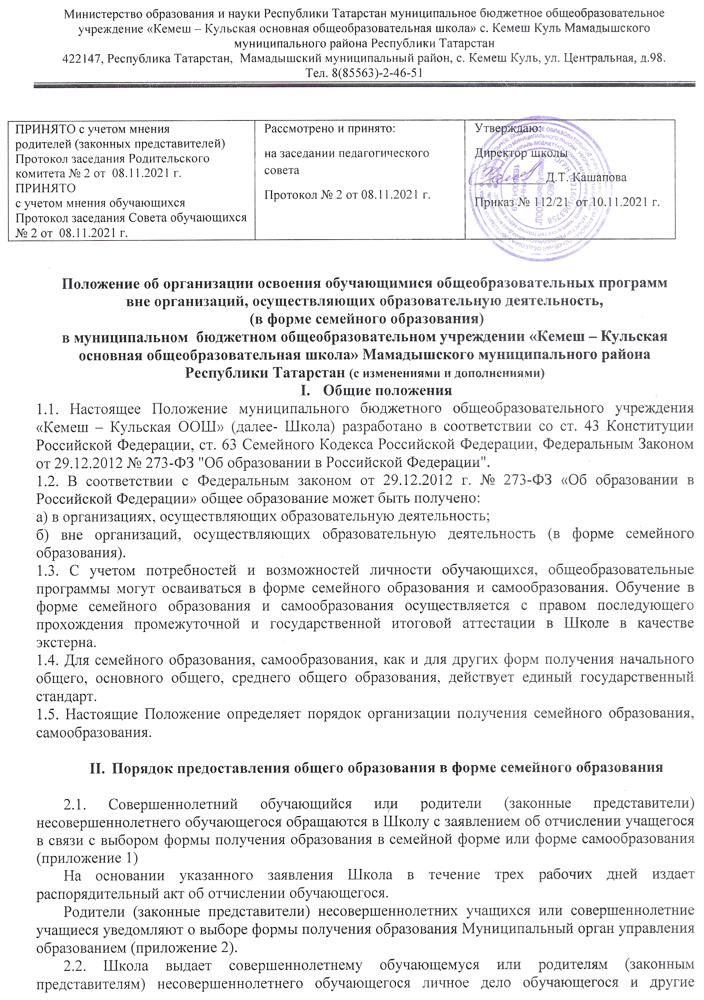 Министерство образования и науки Республики Татарстан муниципальное бюджетное общеобразовательное
учреждение «Кемеш – Кульская основная общеобразовательная школа» с. Кемеш Куль Мамадышского
муниципального района Республики Татарстан
422147, Республика Татарстан, Мамадышский муниципальный район, с. Кемеш Куль, ул. Центральная, д.98.
Тел. 8(85563)-2-46-51
ПРИНЯТО с учетом мнения
родителей (законных представителей)
Протокол заседания Родительского
комитета № 2 от 08.11.2021 г.
ПРИНЯТО
с учетом мнения обучающихся
Протокол заседания Совета обучающихся
№ 2 от 08.11.2021 г.
Рассмотрено и принято:
на заседании педагогического
совета
Протокол № 2 от 08.11.2021 г.
Утверждаю:
Директор школы
Д.Т. Кашапова
Приказ № 112/21 от 10.11.2021 г.
ОГРН 1021601063758
МБОУ
"Кемеш-Кульская ООШ"
ИНН
1626004749
Положение об организации освоения обучающимися общеобразовательных программ
вне организаций, осуществляющих образовательную деятельность,
(в форме семейного образования)
в муниципальном бюджетном общеобразовательном учреждении «Кемеш – Кульская
основная общеобразовательная школа» Мамадышского муниципального района
Республики Татарстан (с изменениями и дополнениями)
I. Общие положения
1.1. Настоящее Положение муниципального бюджетного общеобразовательного учреждения
«Кемеш – Кульская ООШ» (далее- Школа) разработано в соответствии со ст. 43 Конституции
Российской Федерации, ст. 63 Семейного Кодекса Российской Федерации, Федеральным Законом
от 29.12.2012 № 273-ФЗ "Об образовании в Российской Федерации".
1.2. В соответствии с Федеральным законом от 29.12.2012 г. № 273-ФЗ «Об образовании в
Российской Федерации» общее образование может быть получено:
а) в организациях, осуществляющих образовательную деятельность;
б) вне организаций, осуществляющих образовательную деятельность (в форме семейного
образования).
1.3. С учетом потребностей и возможностей личности обучающихся, общеобразовательные
программы могут осваиваться в форме семейного образования и самообразования. Обучение в
форме семейного образования и самообразования осуществляется с правом последующего
прохождения промежуточной и государственной итоговой аттестации в Школе в качестве
экстерна.
1.4. Для семейного образования, самообразования, как и для других форм получения начального
общего, основного общего, среднего общего образования, действует единый государственный
стандарт.
1.5. Настоящие Положение определяет порядок организации получения семейного образования,
самообразования.
II. Порядок предоставления общего образования в форме семейного образования
2.1. Совершеннолетний обучающийся или родители (законные представители)
несовершеннолетнего обучающегося обращаются в Школу с заявлением об отчислении учащегося
в связи с выбором формы получения образования в семейной форме или форме самообразования
(приложение 1)
На основании указанного заявления Школа в течение трех рабочих дней издает
распорядительный акт об отчислении обучающегося.
Родители (законные представители) несовершеннолетних учащихся или совершеннолетние
учащиеся уведомляют о выборе формы получения образования Муниципальный орган управления
образованием (приложение 2).
2.2. Школа выдает совершеннолетнему обучающемуся или родителям (законным
представителям) несовершеннолетнего обучающегося личное дело обучающегося и другие